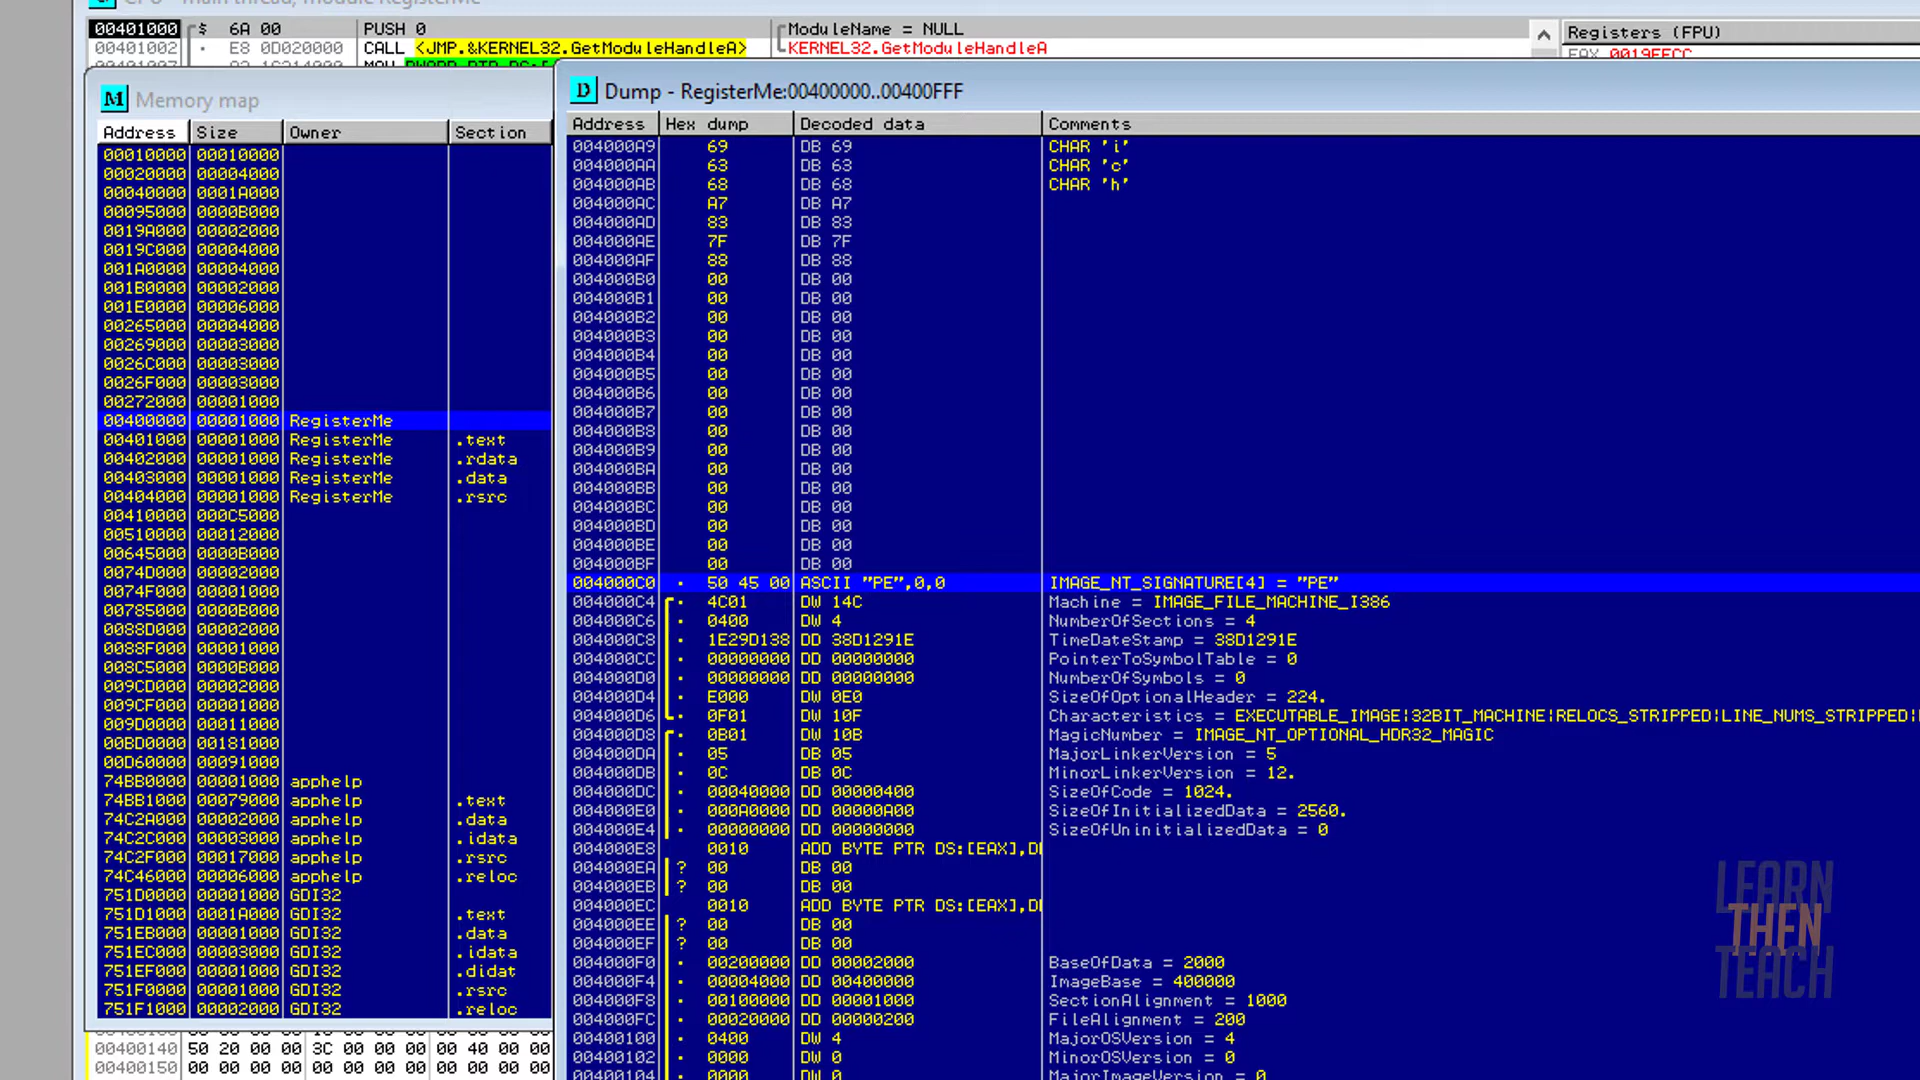 CPU - main thread, module RegisterMe
00401000 $ 6A 00 PUSH 0 ModuleName = NULL
00401002 . E8 0D020000 CALL <JMP.&KERNEL32.GetModuleHandleA> KERNEL32.GetModuleHandleA
Registers (FPU)
EAX 0019FFCC
M Memory map
Address Size Owner Section
00010000 00010000
00020000 00004000
00040000 0001A000
00095000 0000B000
0019A000 00002000
0019C000 00004000
001A0000 00004000
001B0000 00002000
001E0000 00006000
00265000 00004000
00269000 00003000
0026C000 00003000
0026F000 00003000
00272000 00001000
00400000 00001000 RegisterMe
00401000 00001000 RegisterMe .text
00402000 00001000 RegisterMe .rdata
00403000 00001000 RegisterMe .data
00404000 00001000 RegisterMe .rsrc
00410000 000C5000
00510000 00012000
00645000 0000B000
0074D000 00002000
0074F000 00001000
00785000 0000B000
0088D000 00002000
0088F000 00001000
008C5000 0000B000
009CD000 00002000
009CF000 00001000
009D0000 00011000
00BD0000 00181000
00D60000 00091000
74BB0000 00001000 apphelp
74BB1000 00079000 apphelp .text
74C2A000 00002000 apphelp .data
74C2C000 00003000 apphelp .idata
74C2F000 00017000 apphelp .rsrc
74C46000 00006000 apphelp .reloc
751D0000 00001000 GDI32
751D1000 0001A000 GDI32 .text
751EB000 00001000 GDI32 .data
751EC000 00003000 GDI32 .idata
751EF000 00001000 GDI32 .didat
751F0000 00001000 GDI32 .rsrc
751F1000 00002000 GDI32 .reloc
00400140 50 20 00 00 3C 00 00 00 00 40 00 00
00400150 00 00 00 00 00 00 00 00 00 00 00 00
D Dump - RegisterMe:00400000..00400FFF
Address Hex dump Decoded data Comments
004000A9 69 DB 69 CHAR 'i'
004000AA 63 DB 63 CHAR 'c'
004000AB 68 DB 68 CHAR 'h'
004000AC A7 DB A7
004000AD 83 DB 83
004000AE 7F DB 7F
004000AF 88 DB 88
004000B0 00 DB 00
004000B1 00 DB 00
004000B2 00 DB 00
004000B3 00 DB 00
004000B4 00 DB 00
004000B5 00 DB 00
004000B6 00 DB 00
004000B7 00 DB 00
004000B8 00 DB 00
004000B9 00 DB 00
004000BA 00 DB 00
004000BB 00 DB 00
004000BC 00 DB 00
004000BD 00 DB 00
004000BE 00 DB 00
004000BF 00 DB 00
004000C0 . 50 45 00 ASCII "PE",0,0 IMAGE_NT_SIGNATURE[4] = "PE"
004000C4 . 4C01 DW 14C Machine = IMAGE_FILE_MACHINE_I386
004000C6 . 0400 DW 4 NumberOfSections = 4
004000C8 . 1E29D138 DD 38D1291E TimeDateStamp = 38D1291E
004000CC . 00000000 DD 00000000 PointerToSymbolTable = 0
004000D0 . 00000000 DD 00000000 NumberOfSymbols = 0
004000D4 . E000 DW 0E0 SizeOfOptionalHeader = 224.
004000D6 . 0F01 DW 10F Characteristics = EXECUTABLE_IMAGE|32BIT_MACHINE|RELOCS_STRIPPED|LINE_NUMS_STRIPPED|
004000D8 . 0B01 DW 10B MagicNumber = IMAGE_NT_OPTIONAL_HDR32_MAGIC
004000DA . 05 DB 05 MajorLinkerVersion = 5
004000DB . 0C DB 0C MinorLinkerVersion = 12.
004000DC . 00040000 DD 00000400 SizeOfCode = 1024.
004000E0 . 000A0000 DD 00000A00 SizeOfInitializedData = 2560.
004000E4 . 00000000 DD 00000000 SizeOfUninitializedData = 0
004000E8 . 0010 ADD BYTE PTR DS:[EAX],D
004000EA ? 00 DB 00
004000EB ? 00 DB 00
004000EC . 0010 ADD BYTE PTR DS:[EAX],D
004000EE ? 00 DB 00
004000EF ? 00 DB 00
004000F0 . 00200000 DD 00002000 BaseOfData = 2000
004000F4 . 00004000 DD 00400000 ImageBase = 400000
004000F8 . 00100000 DD 00001000 SectionAlignment = 1000
004000FC . 00020000 DD 00000200 FileAlignment = 200
00400100 . 0400 DW 4 MajorOSVersion = 4
00400102 . 0000 DW 0 MinorOSVersion = 0
00400104 . 0000 DW 0 MajorImageVersion = 0
LEARN
THEN
TEACH